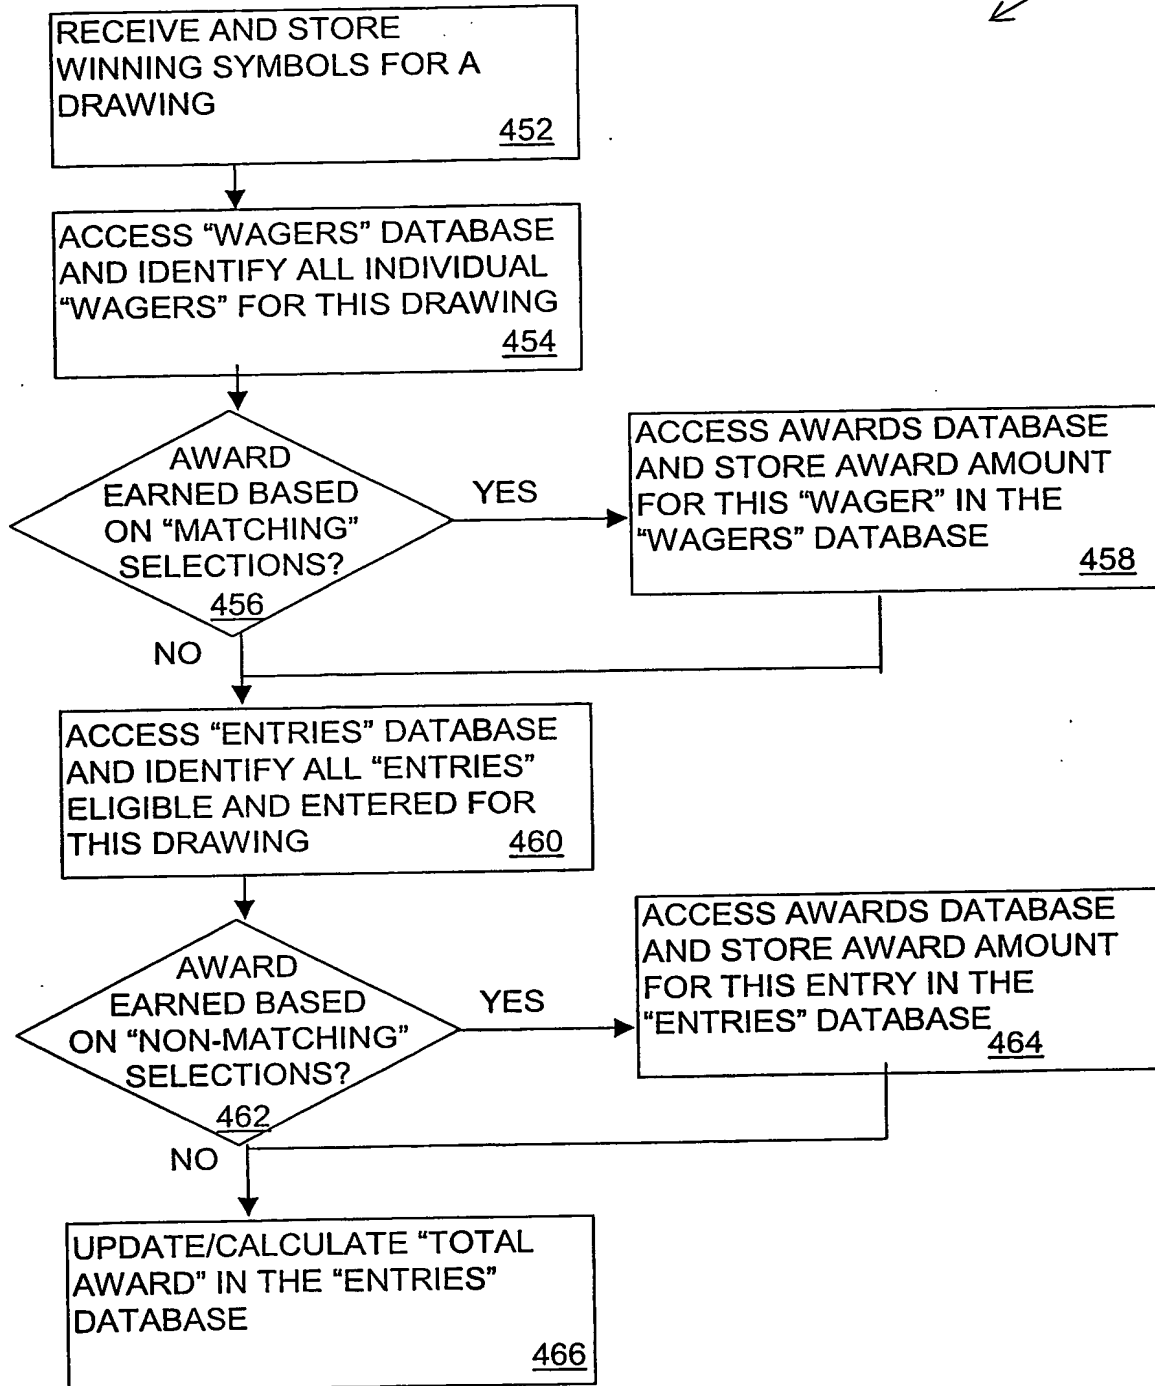 RECEIVE AND STORE
WINNING SYMBOLS FOR A
DRAWING
452
ACCESS “WAGERS” DATABASE
AND IDENTIFY ALL INDIVIDUAL
“WAGERS” FOR THIS DRAWING
454
AWARD
EARNED BASED
ON “MATCHING”
SELECTIONS?
456
YES
NO
ACCESS AWARDS DATABASE
AND STORE AWARD AMOUNT
FOR THIS “WAGER” IN THE
“WAGERS” DATABASE
458
ACCESS “ENTRIES” DATABASE
AND IDENTIFY ALL “ENTRIES”
ELIGIBLE AND ENTERED FOR
THIS DRAWING
460
AWARD
EARNED BASED
ON “NON-MATCHING”
SELECTIONS?
462
YES
NO
ACCESS AWARDS DATABASE
AND STORE AWARD AMOUNT
FOR THIS ENTRY IN THE
“ENTRIES” DATABASE
464
UPDATE/CALCULATE “TOTAL
AWARD” IN THE “ENTRIES”
DATABASE
466